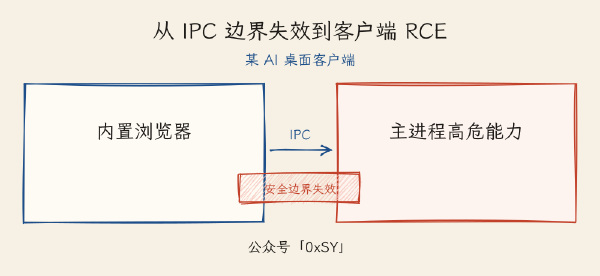 从 IPC 边界失效到客户端 RCE
某 AI 桌面客户端
内置浏览器
IPC
主进程高危能力
安全边界失效
公众号「0xSY」